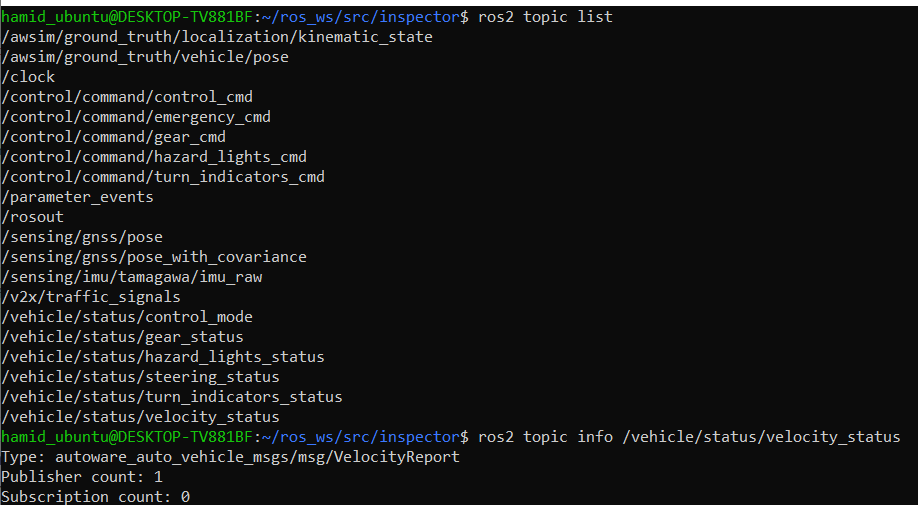 hamid_ubuntu@DESKTOP-TV881BF:~/ros_ws/src/inspector$ ros2 topic list
/awsim/ground_truth/localization/kinematic_state
/awsim/ground_truth/vehicle/pose
/clock
/control/command/control_cmd
/control/command/emergency_cmd
/control/command/gear_cmd
/control/command/hazard_lights_cmd
/control/command/turn_indicators_cmd
/parameter_events
/rosout
/sensing/gnss/pose
/sensing/gnss/pose_with_covariance
/sensing/imu/tamagawa/imu_raw
/v2x/traffic_signals
/vehicle/status/control_mode
/vehicle/status/gear_status
/vehicle/status/hazard_lights_status
/vehicle/status/steering_status
/vehicle/status/turn_indicators_status
/vehicle/status/velocity_status
hamid_ubuntu@DESKTOP-TV881BF:~/ros_ws/src/inspector$ ros2 topic info /vehicle/status/velocity_status
Type: autoware_auto_vehicle_msgs/msg/VelocityReport
Publisher count: 1
Subscription count: 0